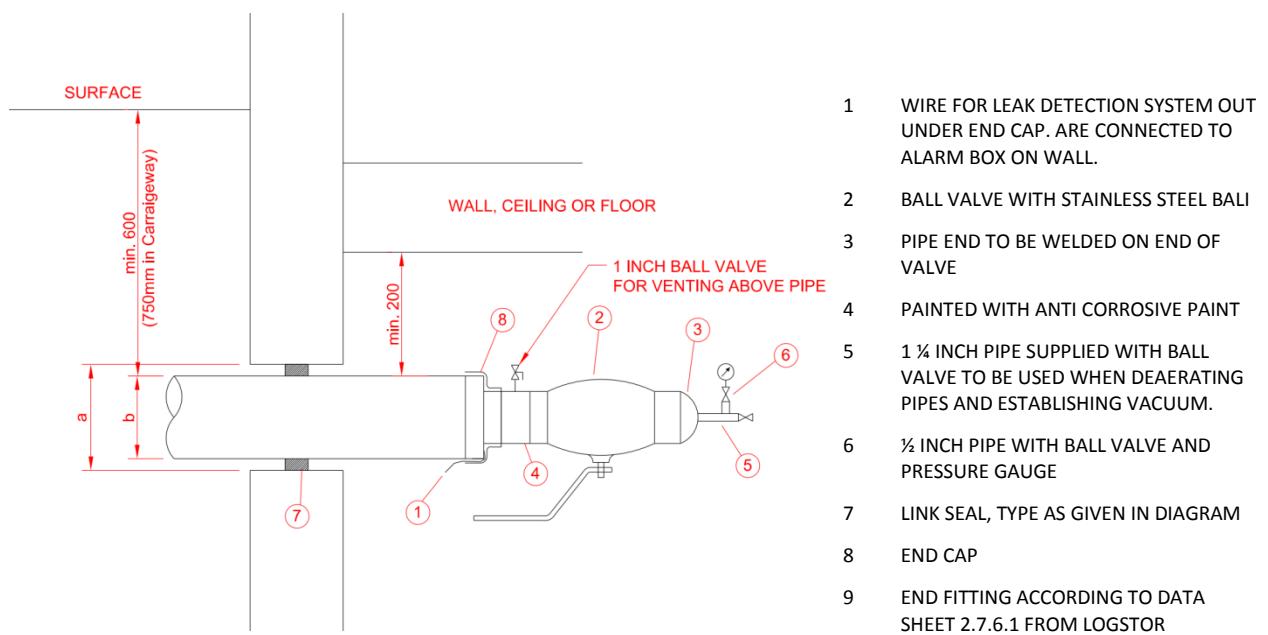 SURFACE
min. 600
(750mm in Carraigeway)
WALL, CEILING OR FLOOR
min. 200
1 INCH BALL VALVE
FOR VENTING ABOVE PIPE
8
2
3
6
a
b
4
5
1
7
1 WIRE FOR LEAK DETECTION SYSTEM OUT
UNDER END CAP. ARE CONNECTED TO
ALARM BOX ON WALL.
2 BALL VALVE WITH STAINLESS STEEL BALI
3 PIPE END TO BE WELDED ON END OF
VALVE
4 PAINTED WITH ANTI CORROSIVE PAINT
5 1 ¼ INCH PIPE SUPPLIED WITH BALL
VALVE TO BE USED WHEN DEAERATING
PIPES AND ESTABLISHING VACUUM.
6 ½ INCH PIPE WITH BALL VALVE AND
PRESSURE GAUGE
7 LINK SEAL, TYPE AS GIVEN IN DIAGRAM
8 END CAP
9 END FITTING ACCORDING TO DATA
SHEET 2.7.6.1 FROM LOGSTOR